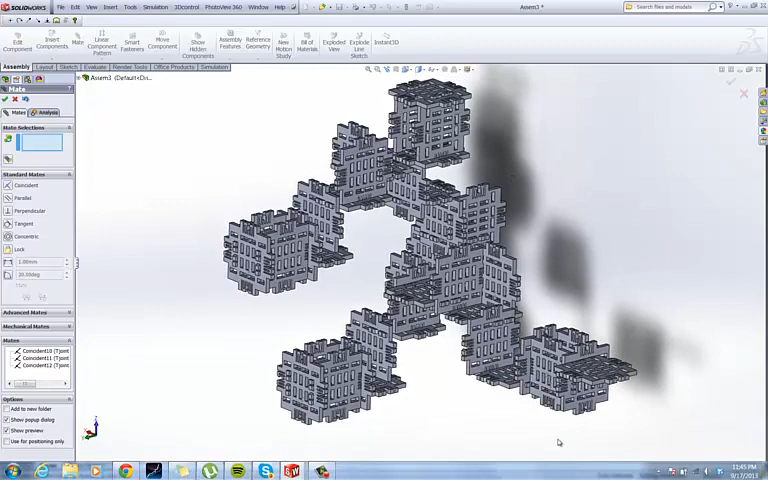 SOLIDWORKS File Edit View Insert Tools Simulation 3Dcontrol PhotoView 360 Window Help Assem3 * Search files and models
Edit Component Insert Components Mate Linear Component Pattern Smart Fasteners Move Component Show Hidden Components Assembly Features Reference Geometry New Motion Study Bill of Materials Exploded View Explode Line Sketch Instant3D
Assembly Layout Sketch Evaluate Render Tools Office Products Simulation
Assem3 (Default<Di...
Mate
Mates Analysis
Mate Selections
Standard Mates
Coincident
Parallel
Perpendicular
Tangent
Concentric
Lock
1.00mm
30.00deg
Advanced Mates
Mechanical Mates
Mates
Coincident10 (T)joint
Coincident11 (T)joint
Coincident12 (T)joint
Options
Add to new folder
Show popup dialog
Show preview
Use for positioning only
11:45 PM
9/17/2013